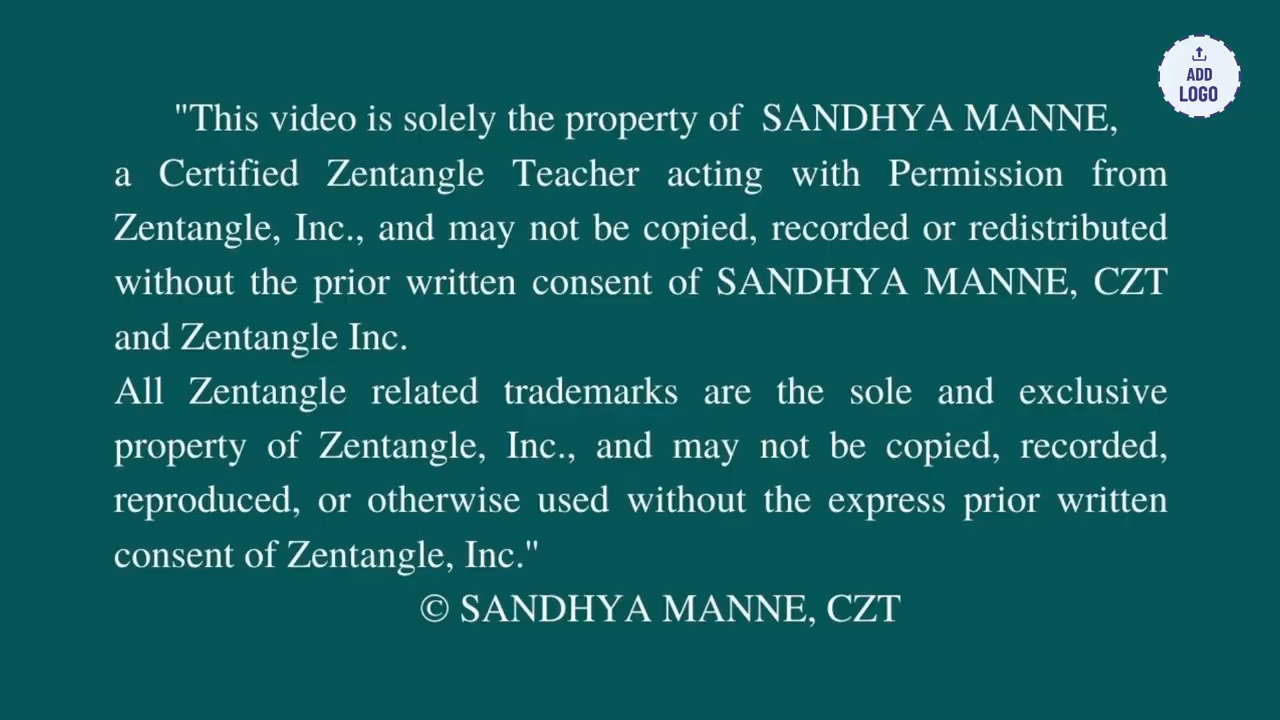 ADD
LOGO
"This video is solely the property of SANDHYA MANNE,
a Certified Zentangle Teacher acting with Permission from
Zentangle, Inc., and may not be copied, recorded or redistributed
without the prior written consent of SANDHYA MANNE, CZT
and Zentangle Inc.
All Zentangle related trademarks are the sole and exclusive
property of Zentangle, Inc., and may not be copied, recorded,
reproduced, or otherwise used without the express prior written
consent of Zentangle, Inc."
© SANDHYA MANNE, CZT